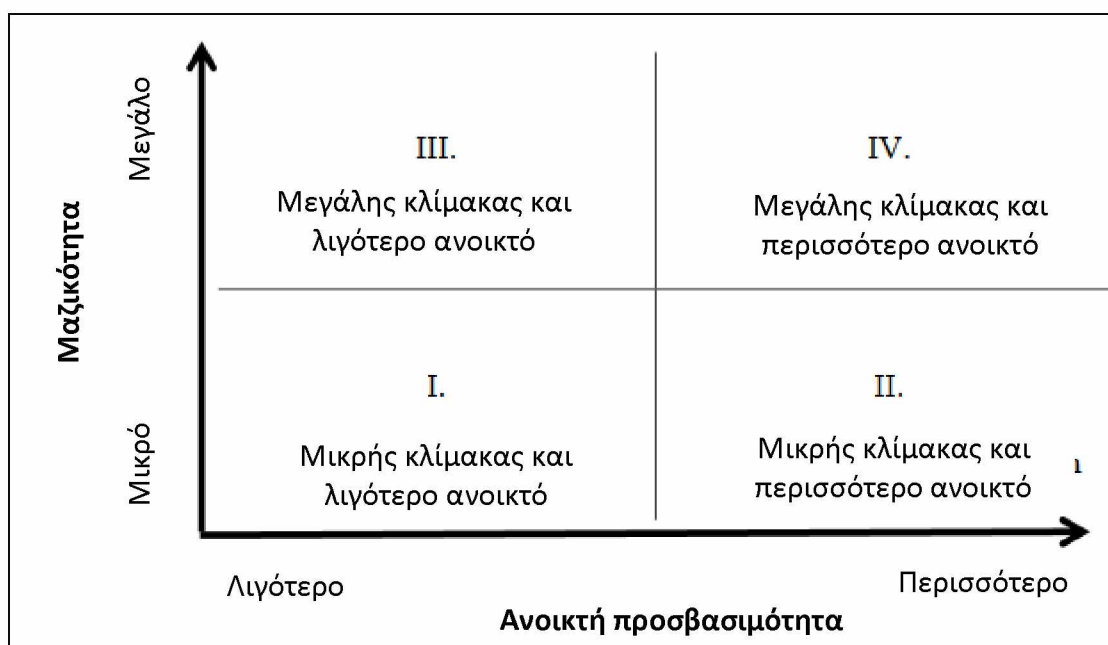 Μεγάλο
Μαζικότητα
Μικρό
III.
Μεγάλης κλίμακας και
λιγότερο ανοικτό
IV.
Μεγάλης κλίμακας και
περισσότερο ανοικτό
I.
Μικρής κλίμακας και
λιγότερο ανοικτό
II.
Μικρής κλίμακας και
περισσότερο ανοικτό
Λιγότερο
Περισσότερο
Ανοικτή προσβασιμότητα